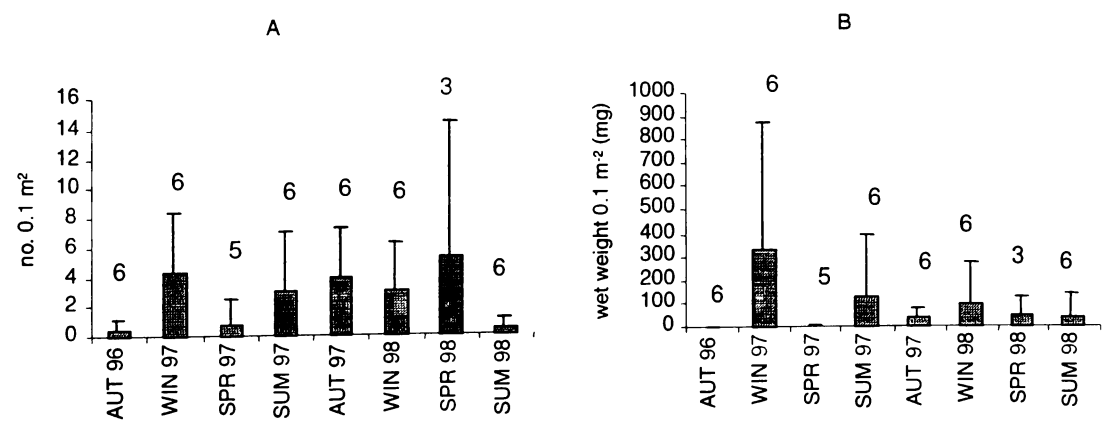 A
no. 0.1 m²
16
14
12
10
8
6
4
2
0
6
6
5
6
6
6
3
6
AUT 96
WIN 97
SPR 97
SUM 97
AUT 97
WIN 98
SPR 98
SUM 98
B
wet weight 0.1 m⁻² (mg)
1000
900
800
700
600
500
400
300
200
100
0
6
6
5
6
6
6
3
6
AUT 96
WIN 97
SPR 97
SUM 97
AUT 97
WIN 98
SPR 98
SUM 98